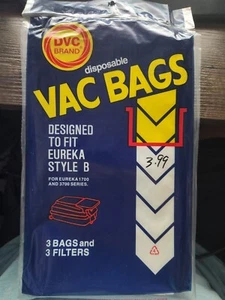 DVC
BRAND
disposable
VAC BAGS
DESIGNED
TO FIT
EUREKA
STYLE B
3.99
FOR EUREKA 1700
AND 3700 SERIES.
3 BAGS and
3 FILTERS